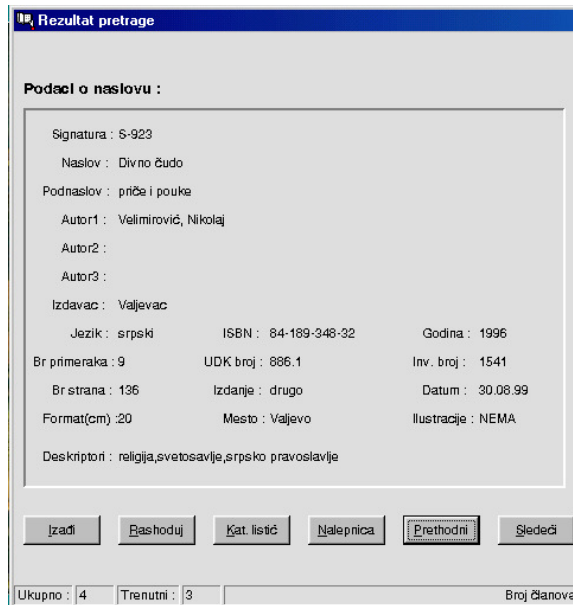 Rezultat pretrage
Podaci o naslovu :
Signatura : S-923
Naslov : Divno čudo
Podnaslov : priče i pouke
Autor1 : Velimirović, Nikolaj
Autor2 :
Autor3 :
Izdavac : Valjevac
Jezik : srpski ISBN : 84-189-348-32 Godina : 1996
Br primeraka : 9 UDK broj : 886.1 Inv. broj : 1541
Br strana : 136 Izdanje : drugo Datum : 30.08.99
Format(cm) :20 Mesto : Valjevo Ilustracije : NEMA
Deskriptori : religija,svetosavlje,srpsko pravoslavlje
Izađi Rashoduj Kat. listić Nalepnica Prethodni Sledeći
Ukupno : 4 Trenutni : 3 Broj članova